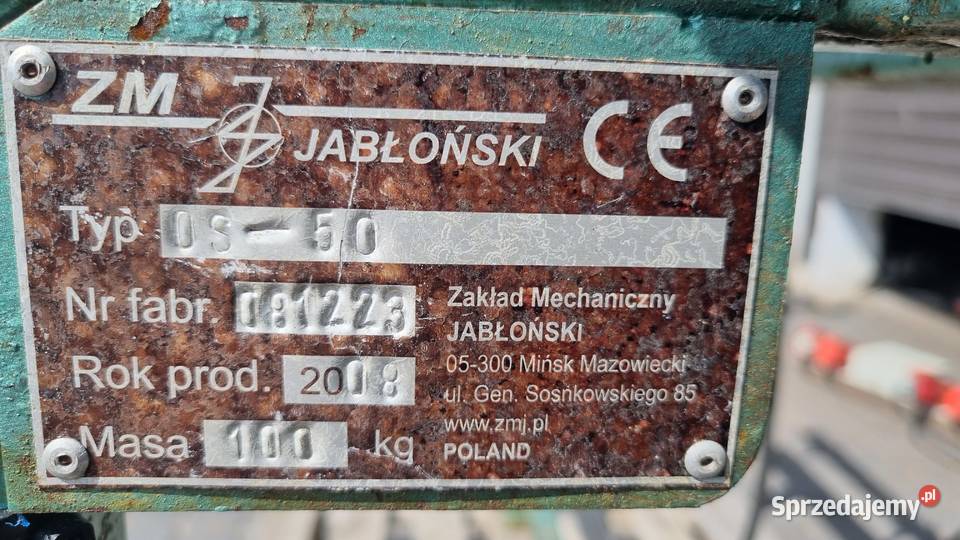 ZM JABŁOŃSKI CE
Typ OS-50
Nr fabr. 081223
Rok prod. 2008
Masa 100 kg
Zakład Mechaniczny
JABŁOŃSKI
05-300 Mińsk Mazowiecki
ul. Gen. Sosnkowskiego 85
www.zmj.pl
POLAND
Sprzedajemy.pl